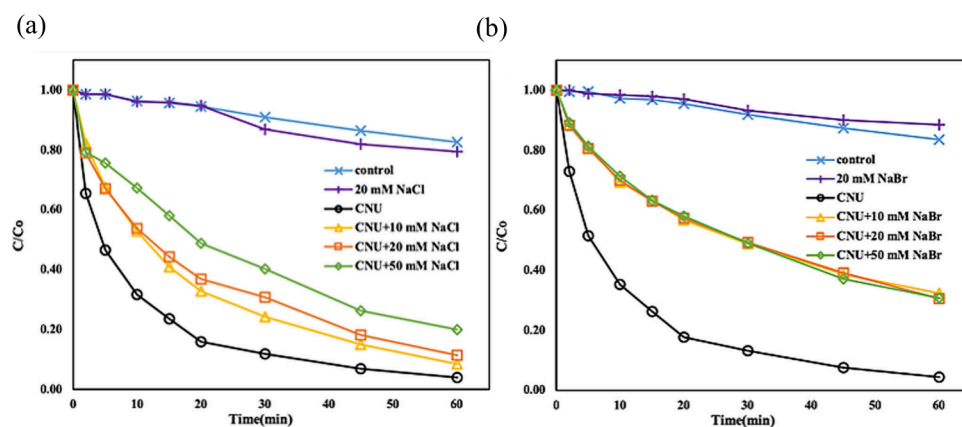 (a)
1.00
0.80
0.60
0.40
0.20
0.00
C/Co
0
10
20
30
40
50
60
Time(min)
control
20 mM NaCl
CNU
CNU+10 mM NaCl
CNU+20 mM NaCl
CNU+50 mM NaCl
(b)
1.00
0.80
0.60
0.40
0.20
0.00
C/Co
0
10
20
30
40
50
60
Time(min)
control
20 mM NaBr
CNU
CNU+10 mM NaBr
CNU+20 mM NaBr
CNU+50 mM NaBr